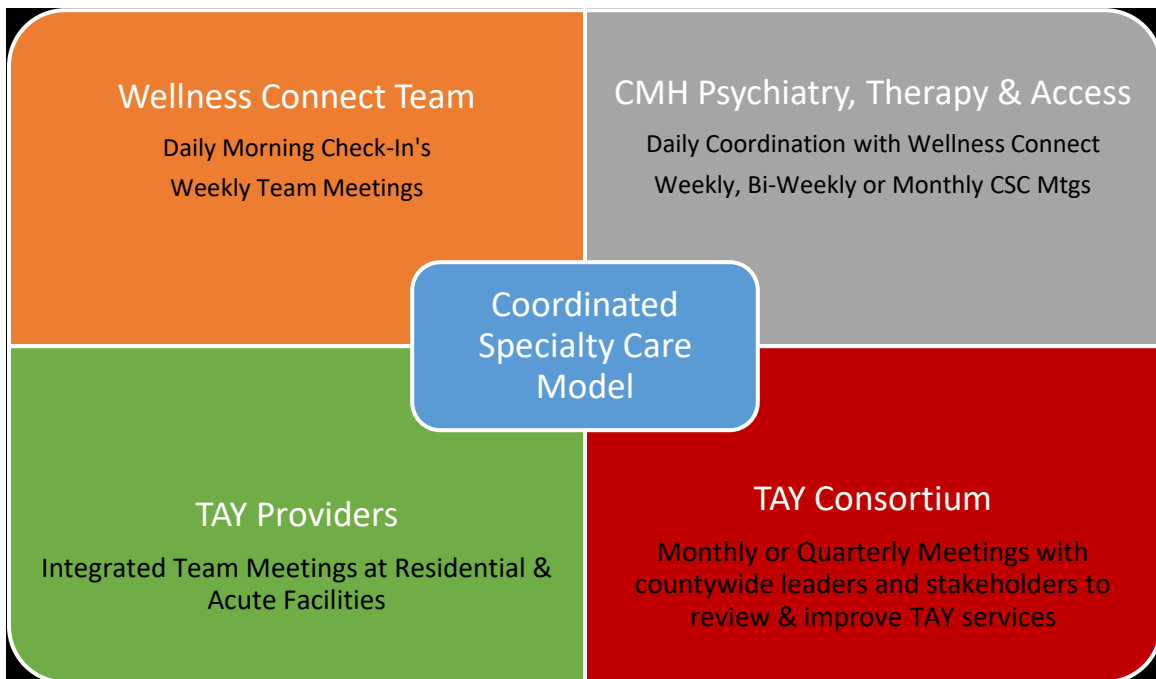 Wellness Connect Team
Daily Morning Check-In's
Weekly Team Meetings
CMH Psychiatry, Therapy & Access
Daily Coordination with Wellness Connect
Weekly, Bi-Weekly or Monthly CSC Mtgs
Coordinated
Specialty Care
Model
TAY Providers
Integrated Team Meetings at Residential &
Acute Facilities
TAY Consortium
Monthly or Quarterly Meetings with
countywide leaders and stakeholders to
review & improve TAY services